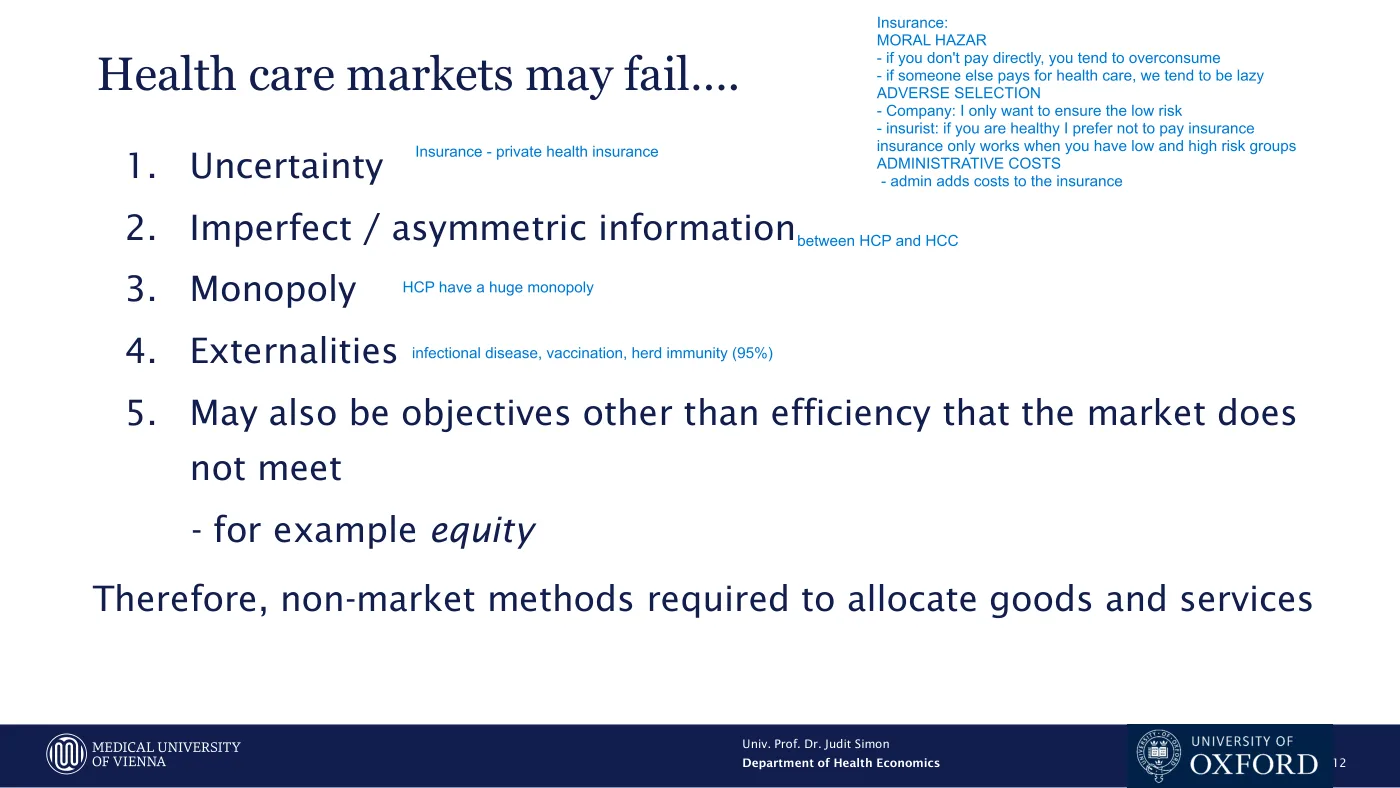 Health care markets may fail....
Insurance:
MORAL HAZAR
- if you don't pay directly, you tend to overconsume
- if someone else pays for health care, we tend to be lazy
ADVERSE SELECTION
- Company: I only want to ensure the low risk
- insurist: if you are healthy I prefer not to pay insurance
insurance only works when you have low and high risk groups
ADMINISTRATIVE COSTS
- admin adds costs to the insurance
1. Uncertainty
Insurance - private health insurance
2. Imperfect / asymmetric information
between HCP and HCC
3. Monopoly
HCP have a huge monopoly
4. Externalities
infectional disease, vaccination, herd immunity (95%)
5. May also be objectives other than efficiency that the market does
not meet
- for example equity
Therefore, non-market methods required to allocate goods and services
MEDICAL UNIVERSITY
OF VIENNA
Univ. Prof. Dr. Judit Simon
Department of Health Economics
UNIVERSITY OF
OXFORD
12